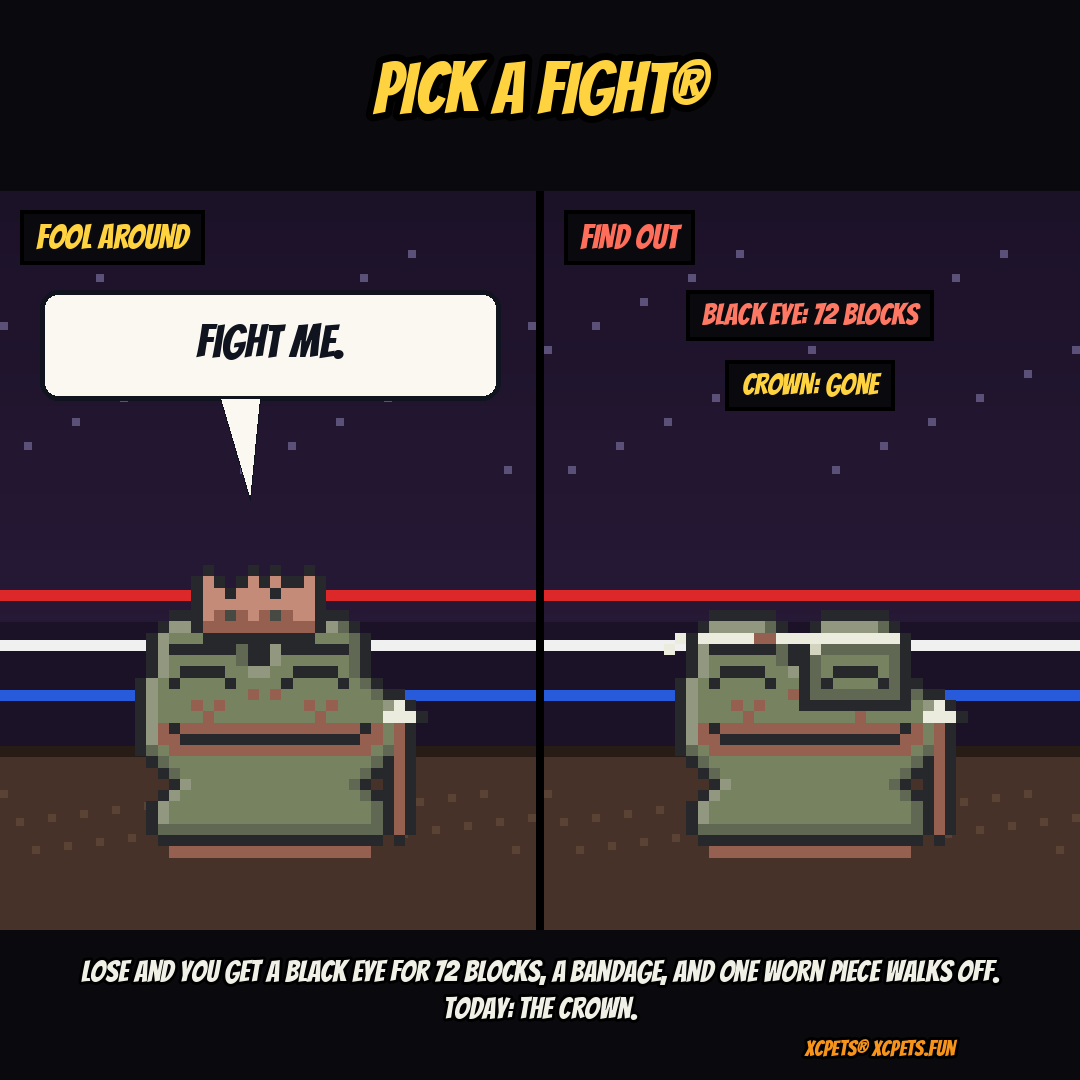 PICK A FIGHT®
FOOL AROUND
FIGHT ME.
FIND OUT
BLACK EYE: 72 BLOCKS
CROWN: GONE
LOSE AND YOU GET A BLACK EYE FOR 72 BLOCKS, A BANDAGE, AND ONE WORN PIECE WALKS OFF.
TODAY: THE CROWN.
XCPETS® XCPETS.FUN